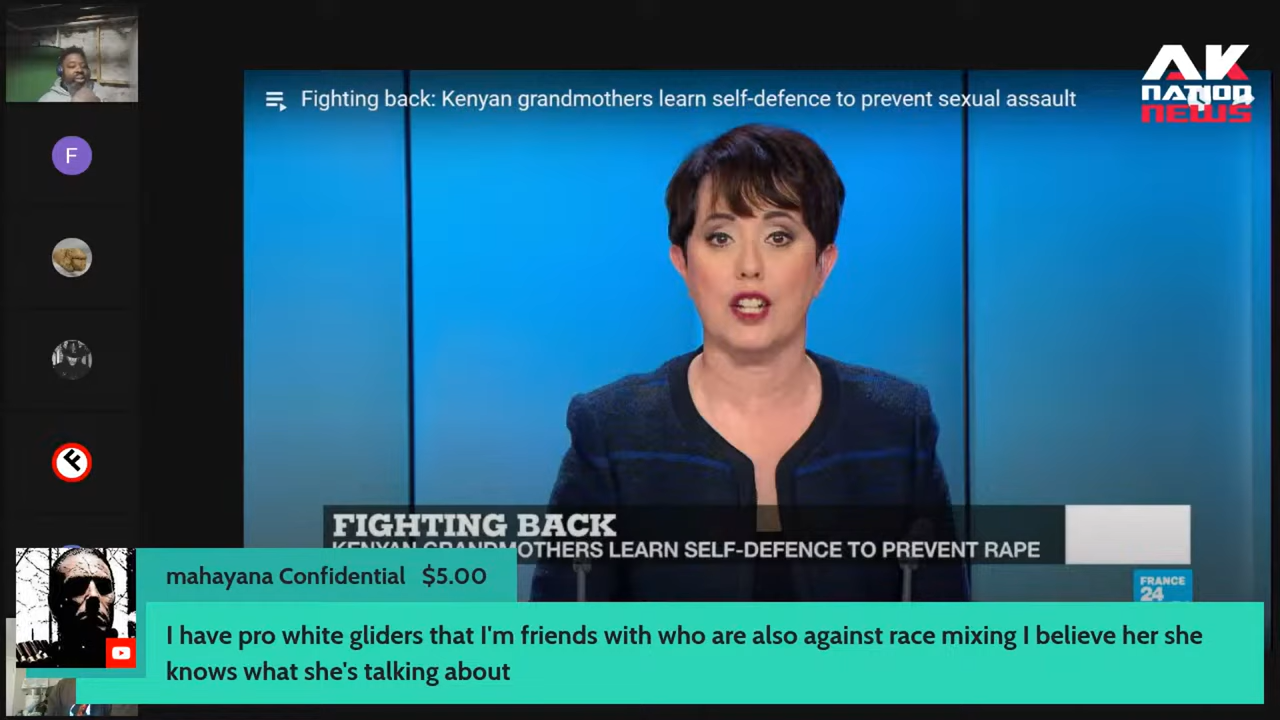 AK
NATION
NEWS
Fighting back: Kenyan grandmothers learn self-defence to prevent sexual assault
F
F
FIGHTING BACK
KENYAN GRANDMOTHERS LEARN SELF-DEFENCE TO PREVENT RAPE
FRANCE
24
mahayana Confidential $5.00
I have pro white gliders that I'm friends with who are also against race mixing I believe her she
knows what she's talking about